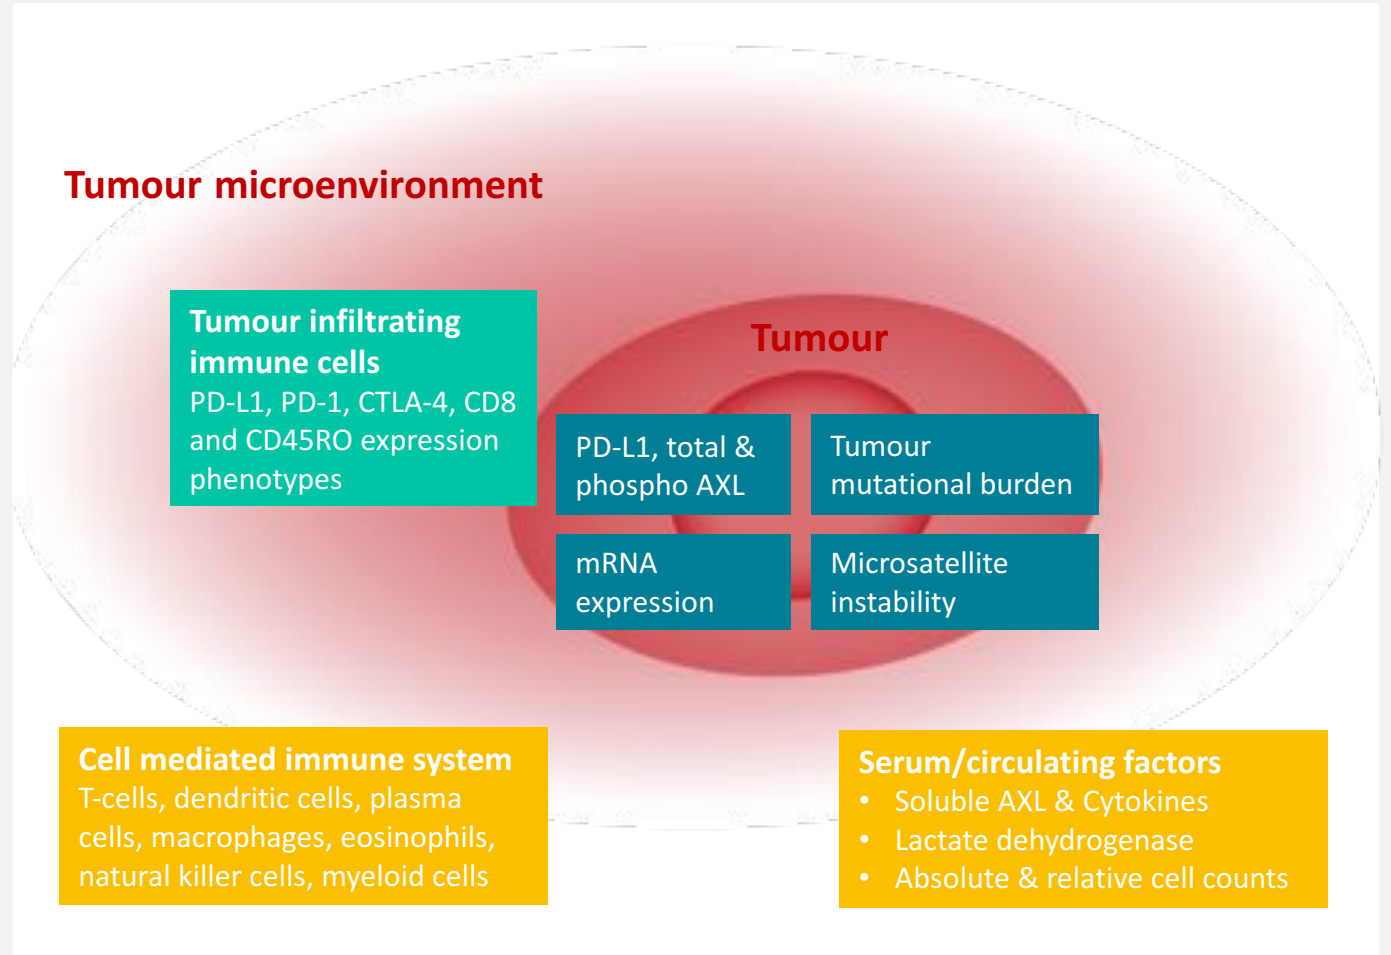 Tumour microenvironment
Tumour infiltrating
immune cells
PD-L1, PD-1, CTLA-4, CD8
and CD45RO expression
phenotypes
Tumour
PD-L1, total &
phospho AXL
Tumour
mutational burden
mRNA
expression
Microsatellite
instability
Cell mediated immune system
T-cells, dendritic cells, plasma
cells, macrophages, eosinophils,
natural killer cells, myeloid cells
Serum/circulating factors
• Soluble AXL & Cytokines
• Lactate dehydrogenase
• Absolute & relative cell counts